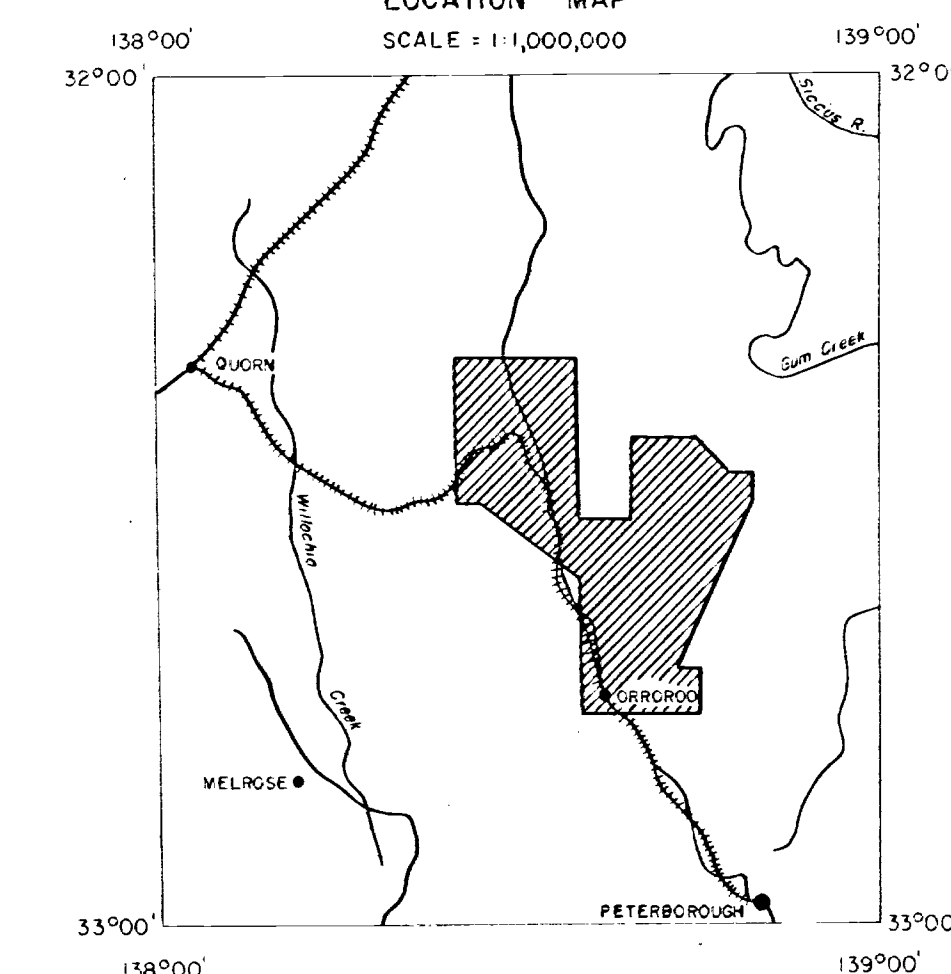 LOCATION MAP
SCALE = 1:1,000,000
138°00' 139°00'
32°00' 32°0
SICCUS R.
Gum Creek
QUORN
Willochia
ORROROO
Creek
MELROSE
PETERBOROUGH
33°00' 33°00
138°00' 139°00'